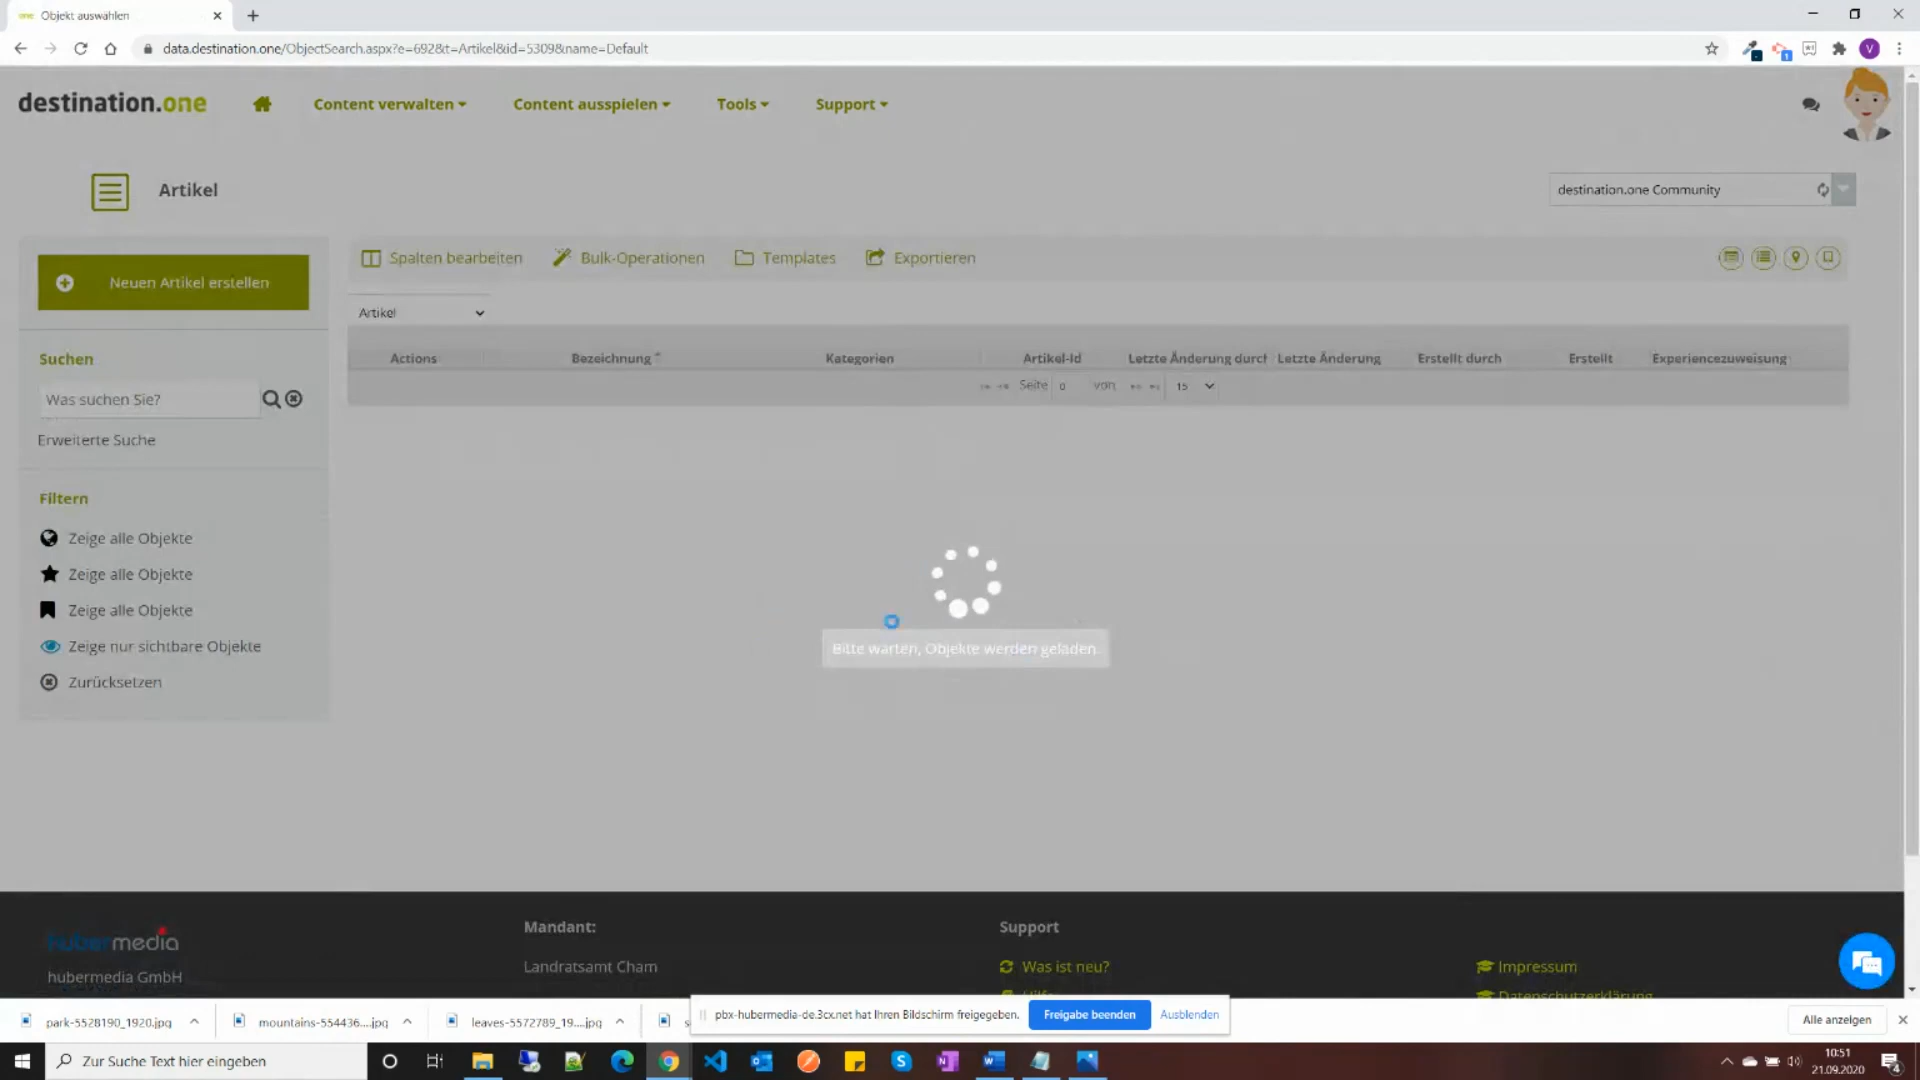 one Objekt auswählen
data.destination.one/ObjectSearch.aspx?e=692&t=Artikel&id=5309&name=Default
V
destination.one
Content verwalten
Content ausspielen
Tools
Support
Artikel
destination.one Community
Neuen Artikel erstellen
Spalten bearbeiten
Bulk-Operationen
Templates
Exportieren
Artikel
Suchen
Was suchen Sie?
Erweiterte Suche
Actions
Bezeichnung
Kategorien
Artikel-Id
Letzte Änderung durch
Letzte Änderung
Erstellt durch
Erstellt
Experiencezuweisung
Seite 0 von 15
Filtern
Zeige alle Objekte
Zeige alle Objekte
Zeige alle Objekte
Zeige nur sichtbare Objekte
Zurücksetzen
Bitte warten, Objekte werden geladen.
hubermedia
hubermedia GmbH
Mandant:
Landratsamt Cham
Support
Was ist neu?
Hilfe
Impressum
Datenschutzerklärung
park-5528190_1920.jpg
mountains-554436....jpg
leaves-5572789_19....jpg
pbx-hubermedia-de.3cx.net hat Ihren Bildschirm freigegeben.
Freigabe beenden
Ausblenden
Alle anzeigen
Zur Suche Text hier eingeben
10:51
21.09.2020
4